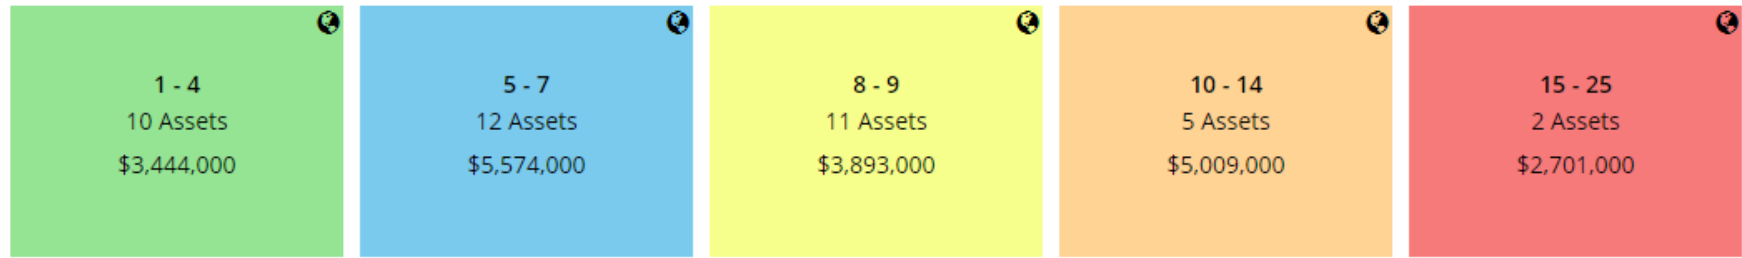 1 - 4
10 Assets
$3,444,000
5 - 7
12 Assets
$5,574,000
8 - 9
11 Assets
$3,893,000
10 - 14
5 Assets
$5,009,000
15 - 25
2 Assets
$2,701,000